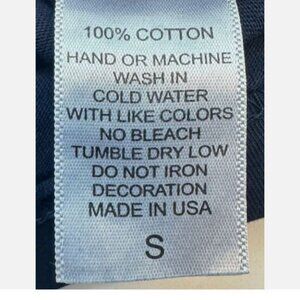 100% COTTON
HAND OR MACHINE
WASH IN
COLD WATER
WITH LIKE COLORS
NO BLEACH
TUMBLE DRY LOW
DO NOT IRON
DECORATION
MADE IN USA
S